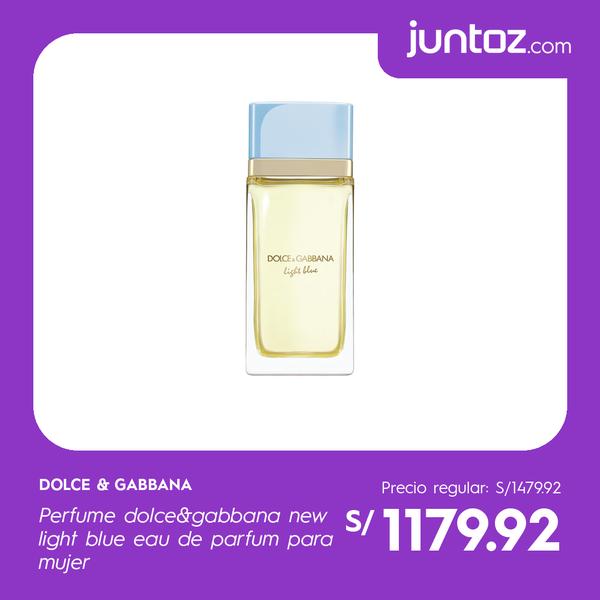 juntoz.com
DOLCE & GABBANA
light blue
DOLCE & GABBANA
Perfume dolce&gabbana new
light blue eau de parfum para
mujer
Precio regular: S/1479.92
S/ 1179.92